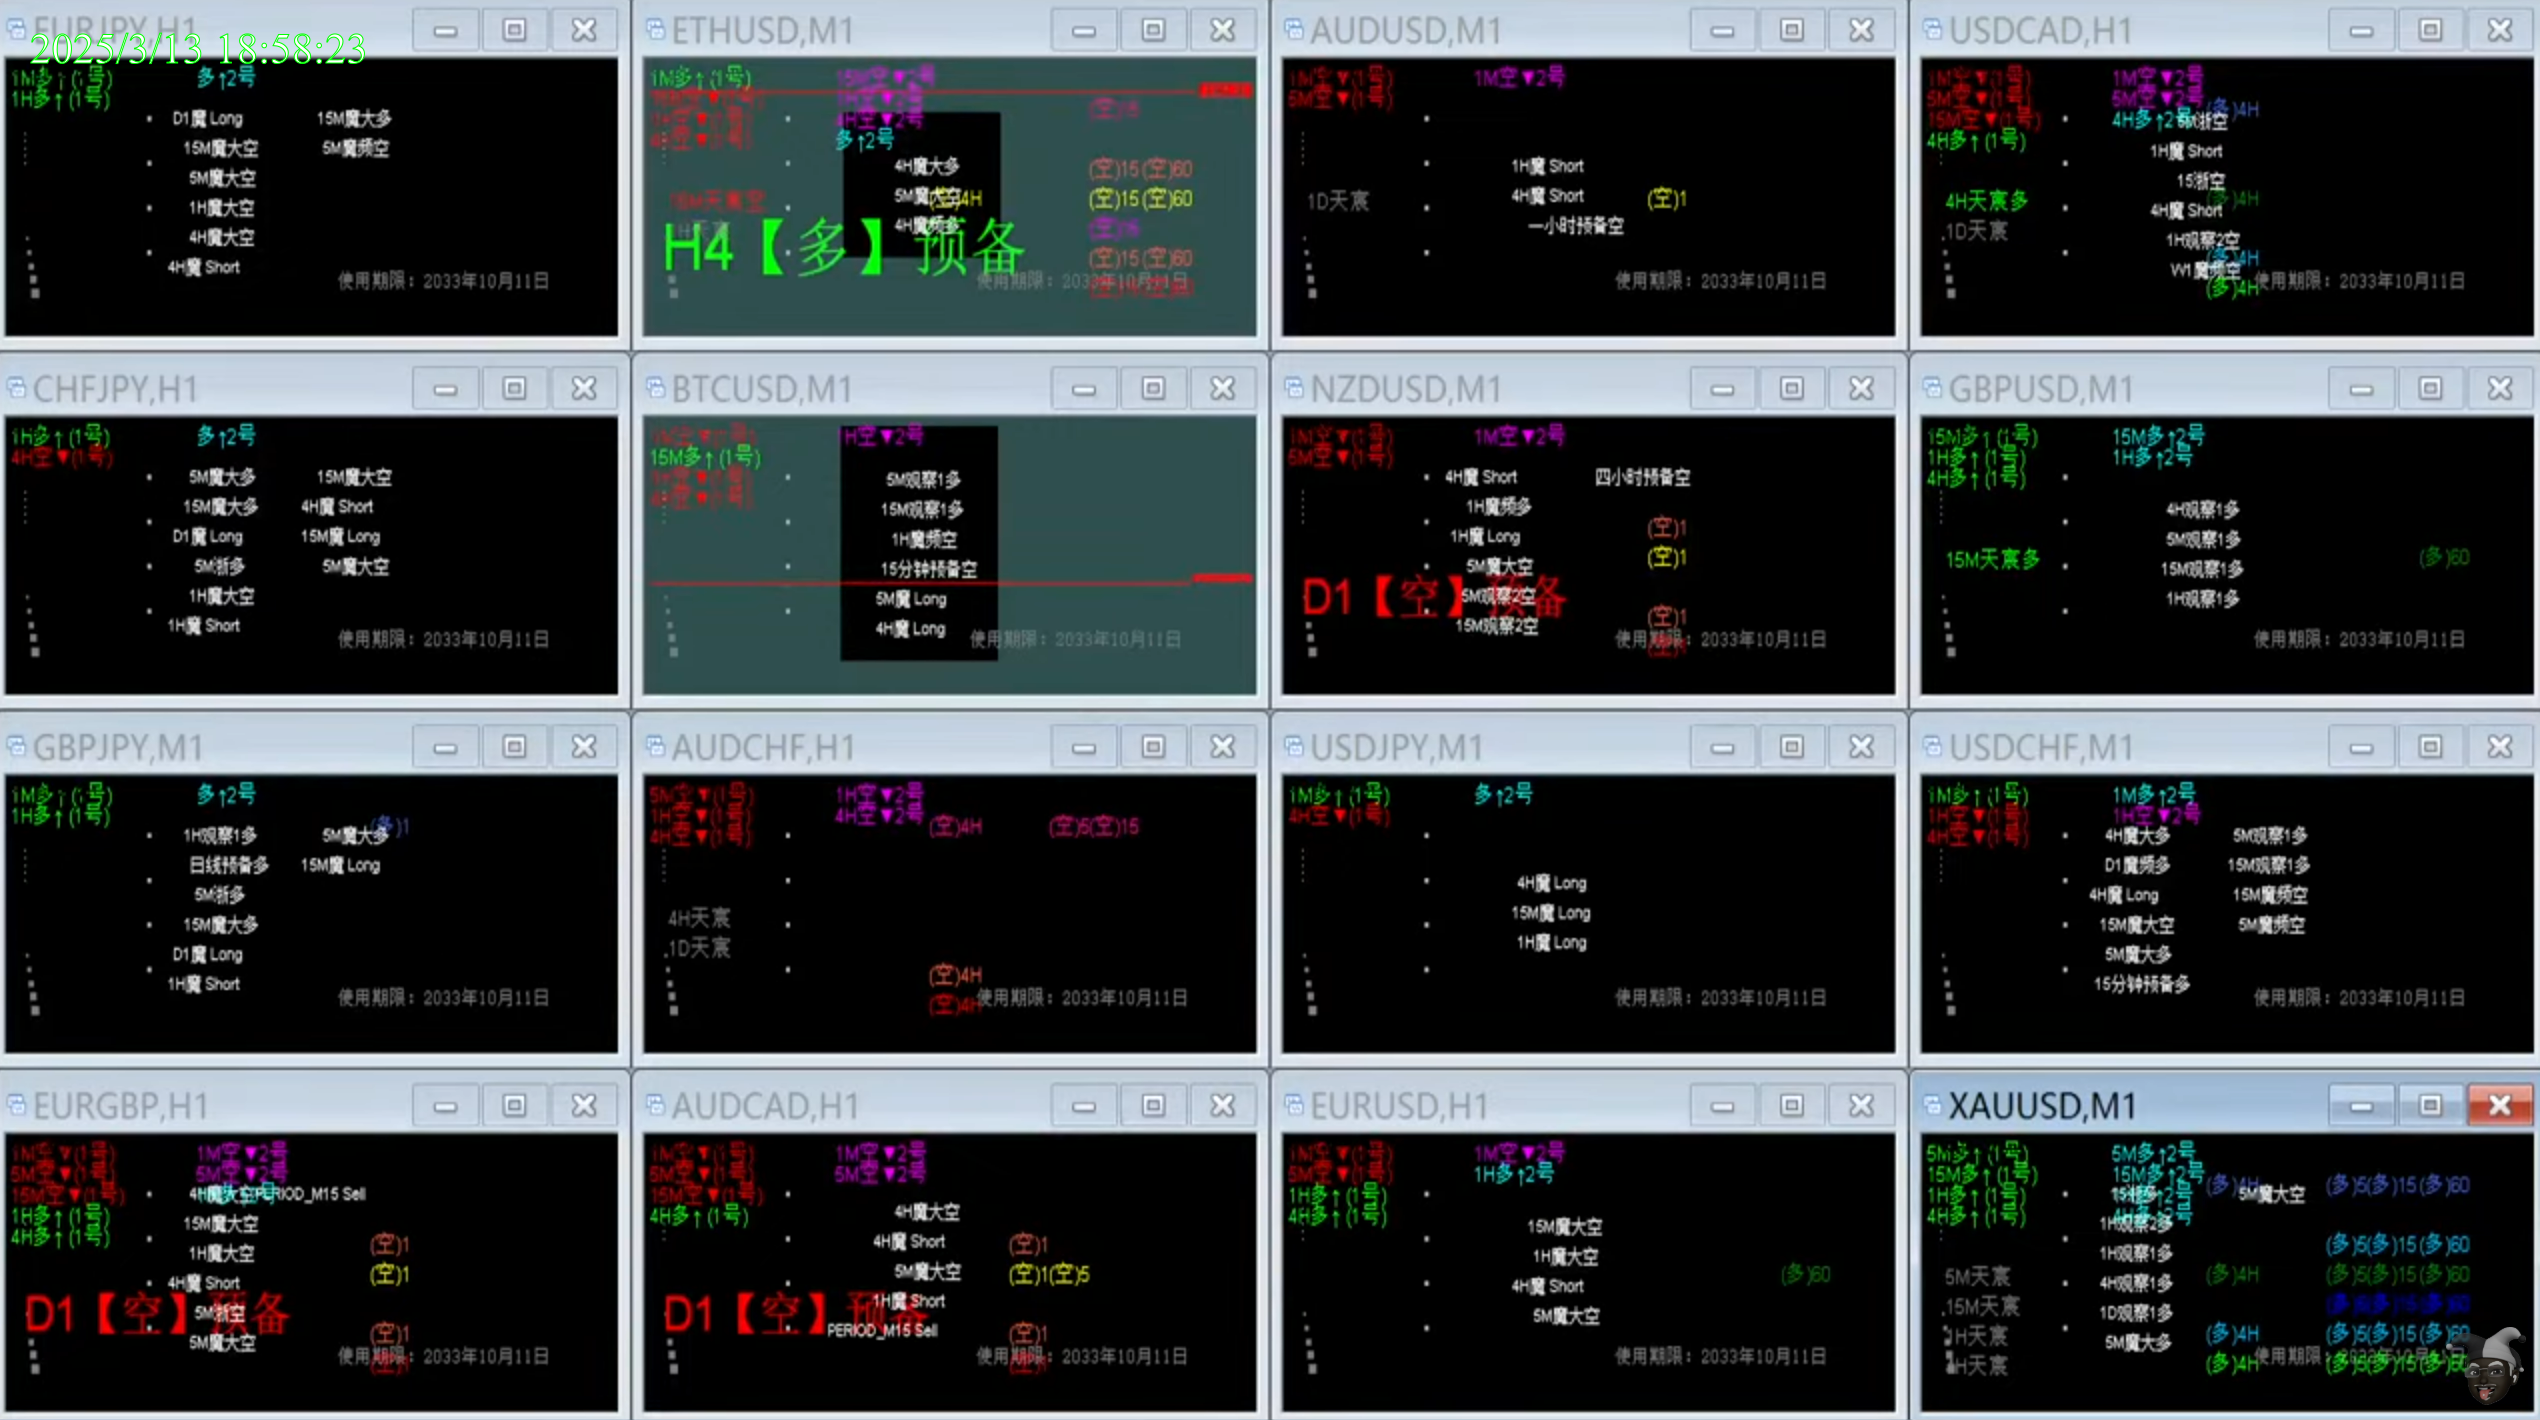 EURJPY,H1
2025/3/13 18:58:23
1M多↑(1号)
多↑2号
1H多↑(1号)
D1魔 Long
15M魔大多
15M魔大空
5M魔频空
5M魔大空
1H魔大空
4H魔大空
4H魔 Short
使用期限：2033年10月11日
ETHUSD,M1
1M多↑(1号)
15M空▼2号
1H空▼2号
4H空▼2号
多↑2号
(空)15
4H魔大多
(空)15(空)60
5M魔大空
(空)4H
(空)15(空)60
4H魔频多
(空)15
H4【多】预备
(空)15(空)60
使用期限：2033年10月11日
AUDUSD,M1
1M空▼(1号)
1M空▼2号
5M空▼(1号)
1H魔 Short
1D天宸
4H魔 Short
(空)1
一小时预备空
使用期限：2033年10月11日
USDCAD,H1
1M空▼(1号)
1M空▼2号
5M空▼(1号)
5M空▼2号
(多)4H
15M空▼(1号)
4H多↑2号
4H多↑(1号)
1H魔 Short
15浙空
4H天宸多
(多)4H
4H魔 Short
1D天宸
1H观察2空
(多)4H
W1魔频空
(多)4H
使用期限：2033年10月11日
CHFJPY,H1
1H多↑(1号)
多↑2号
4H空▼(1号)
5M魔大多
15M魔大空
15M魔大多
4H魔 Short
D1魔 Long
15M魔 Long
5M浙多
5M魔大空
1H魔大空
1H魔 Short
使用期限：2033年10月11日
BTCUSD,M1
1M空▼(1号)
1H空▼2号
15M多↑(1号)
1H空▼(1号)
4H空▼(1号)
5M观察1多
15M观察1多
1H魔频空
15分钟预备空
5M魔 Long
4H魔 Long
使用期限：2033年10月11日
NZDUSD,M1
1M空▼(1号)
1M空▼2号
5M空▼(1号)
4H魔 Short
四小时预备空
1H魔频多
(空)1
1H魔 Long
(空)1
5M魔大空
D1【空】预备
5M观察2空
(空)1
15M观察2空
(空)1
使用期限：2033年10月11日
GBPUSD,M1
15M多↑(1号)
15M多↑2号
1H多↑(1号)
1H多↑2号
4H多↑(1号)
4H观察1多
5M观察1多
15M天宸多
(多)60
15M观察1多
1H观察1多
使用期限：2033年10月11日
GBPJPY,M1
1M多↑(1号)
多↑2号
1H多↑(1号)
(多)1
1H观察1多
5M魔大多
日线预备多
15M魔 Long
5M浙多
15M魔大多
D1魔 Long
1H魔 Short
使用期限：2033年10月11日
AUDCHF,H1
5M空▼(1号)
1H空▼2号
1H空▼(1号)
4H空▼2号
4H空▼(1号)
(空)4H
(空)5(空)15
4H天宸
1D天宸
(空)4H
(空)4H
使用期限：2033年10月11日
USDJPY,M1
1M多↑(1号)
多↑2号
4H空▼(1号)
4H魔 Long
15M魔 Long
1H魔 Long
使用期限：2033年10月11日
USDCHF,M1
1M多↑(1号)
1M多↑2号
1H空▼(1号)
1H空▼2号
4H空▼(1号)
4H魔大多
5M观察1多
D1魔频多
15M观察1多
4H魔 Long
15M魔频空
15M魔大空
5M魔频空
5M魔大多
15分钟预备多
使用期限：2033年10月11日
EURGBP,H1
1M空▼(1号)
1M空▼2号
5M空▼(1号)
5M空▼2号
15M空▼(1号)
4H魔大空
PERIOD_M15 Sell
1H多↑(1号)
15M魔大空
4H多↑(1号)
(空)1
1H魔大空
(空)1
4H魔 Short
D1【空】预备
5M浙空
(空)1
5M魔大空
(空)1
使用期限：2033年10月11日
AUDCAD,H1
1M空▼(1号)
1M空▼2号
5M空▼(1号)
5M空▼2号
15M空▼(1号)
4H多↑(1号)
4H魔大空
4H魔 Short
(空)1
5M魔大空
(空)1(空)5
1H魔 Short
D1【空】预备
PERIOD_M15 Sell
(空)1
使用期限：2033年10月11日
EURUSD,H1
1M空▼(1号)
1M空▼2号
5M空▼(1号)
1H多↑2号
1H多↑(1号)
4H多↑(1号)
15M魔大空
1H魔大空
(多)60
4H魔 Short
5M魔大空
使用期限：2033年10月11日
XAUUSD,M1
5M多↑(1号)
5M多↑2号
15M多↑(1号)
15M多↑2号
(多)4H
(多)5(多)15(多)60
1H多↑(1号)
5M魔大空
4H多↑(1号)
1H观察2多
(多)5(多)15(多)60
1H观察1多
5M天宸
(多)4H
(多)5(多)15(多)60
4H观察1多
15M天宸
(多)5(多)15(多)60
1D观察1多
1H天宸
(多)4H
(多)5(多)15(多)60
5M魔大多
4H天宸
(多)4H
(多)5(多)15(多)60
使用期限：